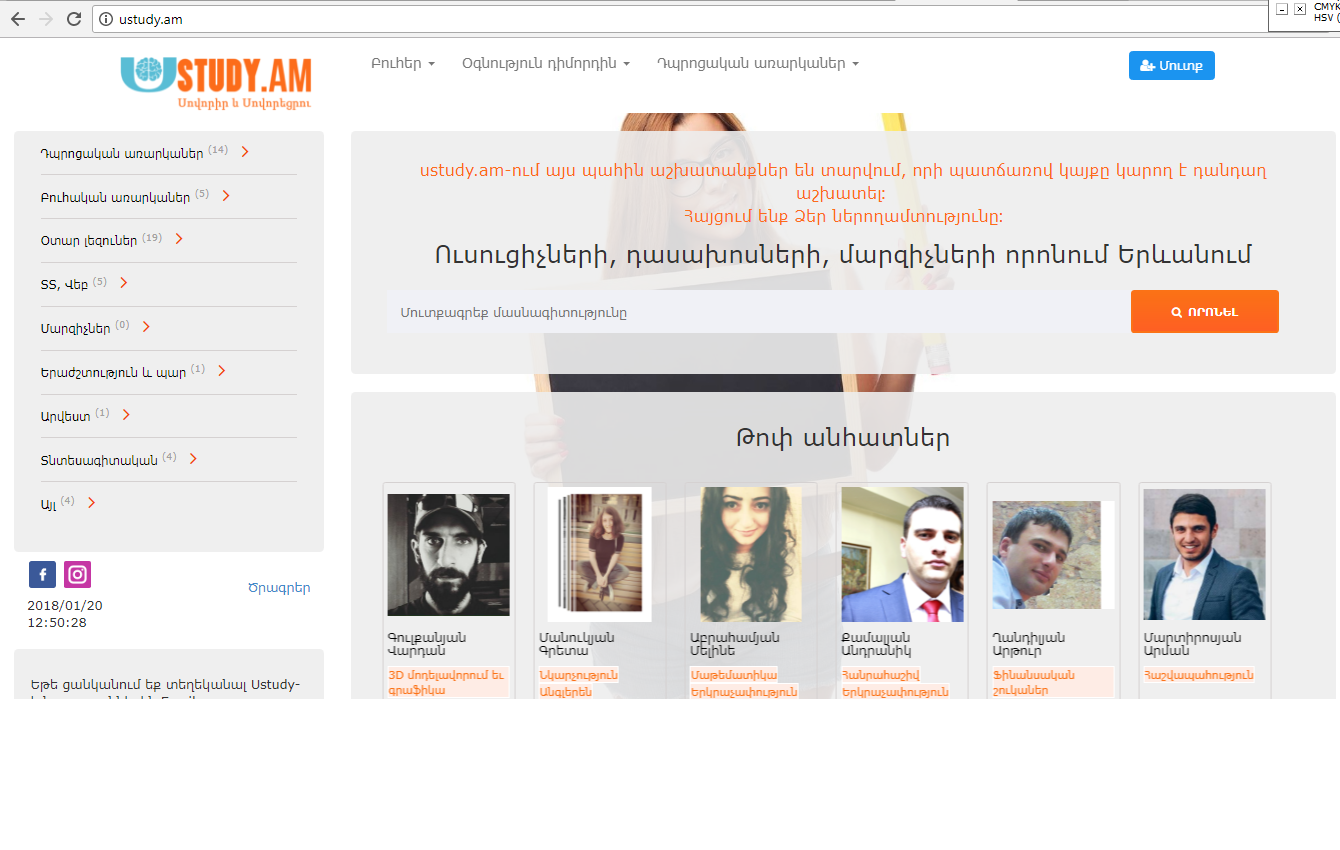 ustudy.am
CMYK
HSV (
USTUDY.AM
Սովորիր և Սովորեցրու
Բուհեր
Օգնություն դիմորդին
Դպրոցական առարկաներ
Մուտք
Դպրոցական առարկաներ (14)
Բուհական առարկաներ (5)
Օտար լեզուներ (19)
ՏՏ, Վեբ (5)
Մարզիչներ (0)
Երաժշտություն և պար (1)
Արվեստ (1)
Տնտեսագիտական (4)
Այլ (4)
2018/01/20
12:50:28
Ծրագրեր
Եթե ցանկանում եք տեղեկանալ Ustudy-
ustudy.am-ում այս պահին աշխատանքներ են տարվում, որի պատճառով կայքը կարող է դանդաղ
աշխատել:
Հայցում ենք Ձեր ներողամտությունը:
Ուսուցիչների, դասախոսների, մարզիչների որոնում Երևանում
Մուտքագրեք մասնագիտությունը
ՈՐՈՆԵԼ
Թոփ անհատներ
Գուլքանյան
Վարդան
3D մոդելավորում եւ
գրաֆիկա
Մանուկյան
Գրետա
Նկարչություն
Անգլերեն
Աբրահամյան
Մելինե
Մաթեմատիկա
Երկրաչափություն
Քամալյան
Անդրանիկ
Հանրահաշիվ
Երկրաչափություն
Ղանդիլյան
Արթուր
Ֆինանսական
շուկաներ
Մարտիրոսյան
Արման
Հաշվապահություն